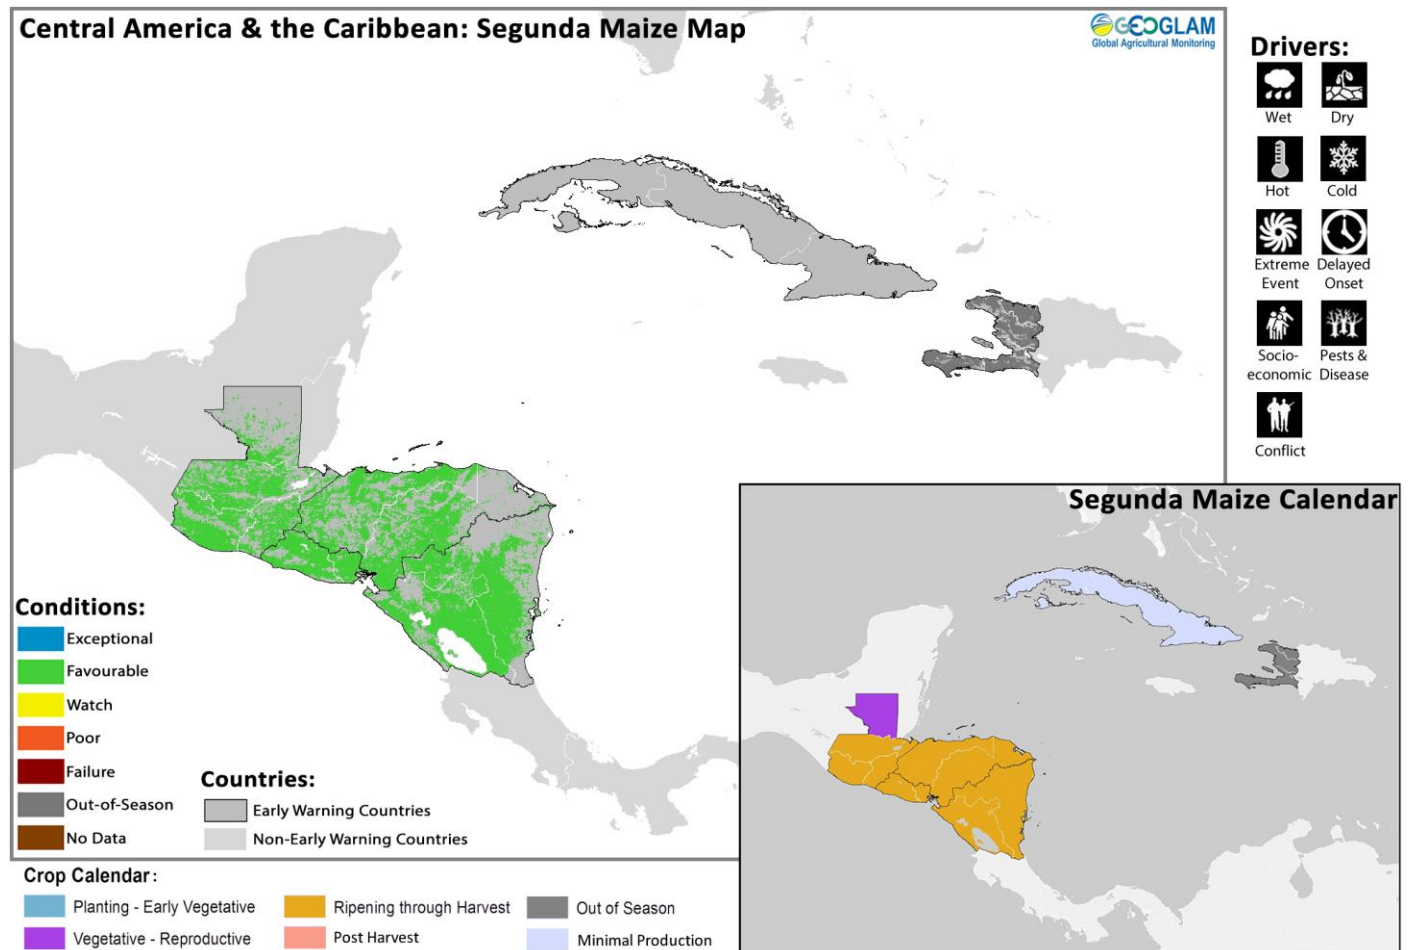 Central America & the Caribbean: Segunda Maize Map
GEOGLAM
Global Agricultural Monitoring
Drivers:
Wet
Dry
Hot
Cold
Extreme
Event
Delayed
Onset
Socio-
economic
Pests &
Disease
Conflict
Segunda Maize Calendar
Conditions:
Exceptional
Favourable
Watch
Poor
Failure
Out-of-Season
No Data
Countries:
Early Warning Countries
Non-Early Warning Countries
Crop Calendar:
Planting - Early Vegetative
Vegetative - Reproductive
Ripening through Harvest
Post Harvest
Out of Season
Minimal Production